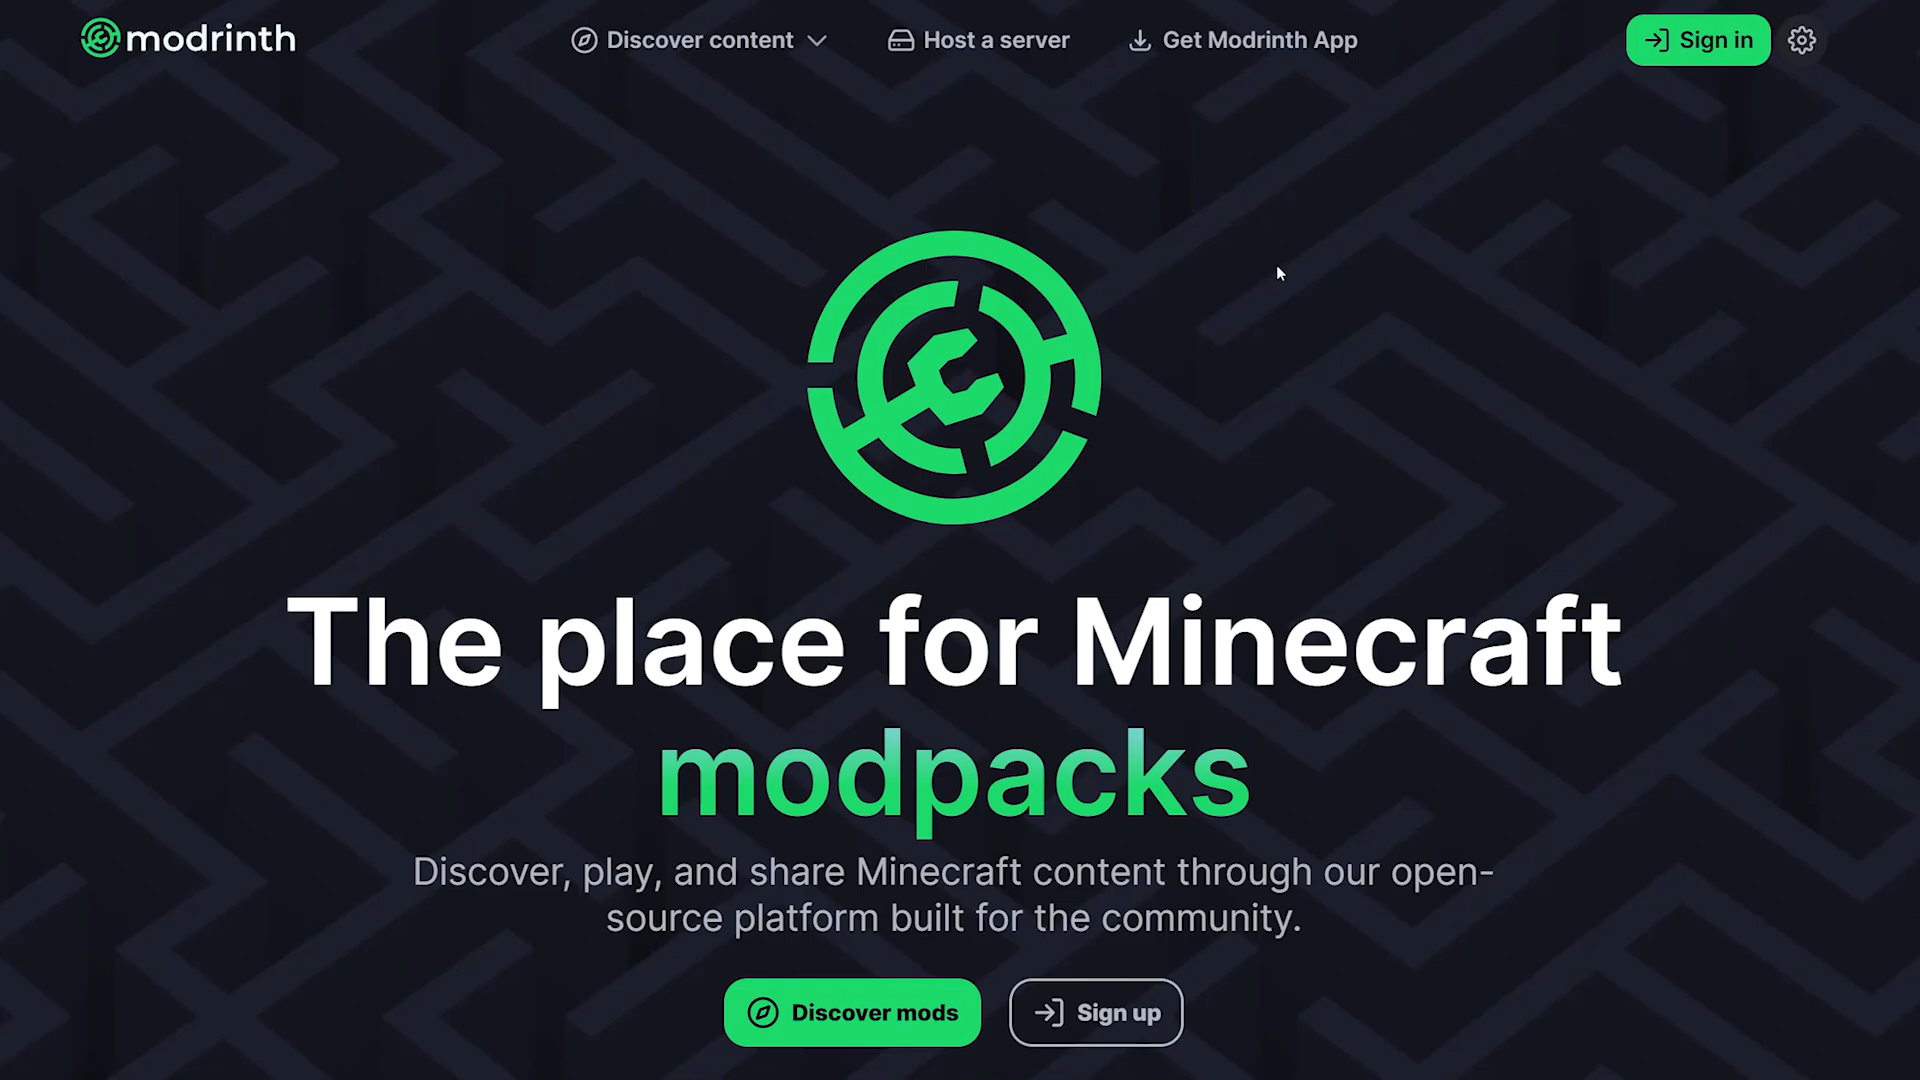 modrinth
Discover content
Host a server
Get Modrinth App
Sign in
The place for Minecraft
modpacks
Discover, play, and share Minecraft content through our open-
source platform built for the community.
Discover mods
Sign up